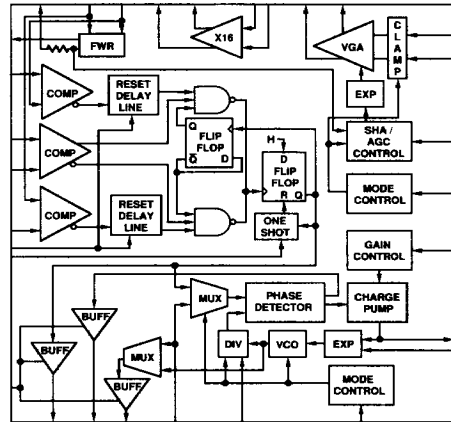 FWR
X16
VGA
C
L
A
M
P
EXP
COMP
RESET
DELAY
LINE
Q
FLIP
FLOP
Q̅ D
H
D
FLIP
FLOP
R Q
COMP
SHA /
AGC
CONTROL
MODE
CONTROL
COMP
RESET
DELAY
LINE
ONE
SHOT
GAIN
CONTROL
MUX
PHASE
DETECTOR
CHARGE
PUMP
BUFF
BUFF
MUX
DIV
VCO
EXP
BUFF
MODE
CONTROL